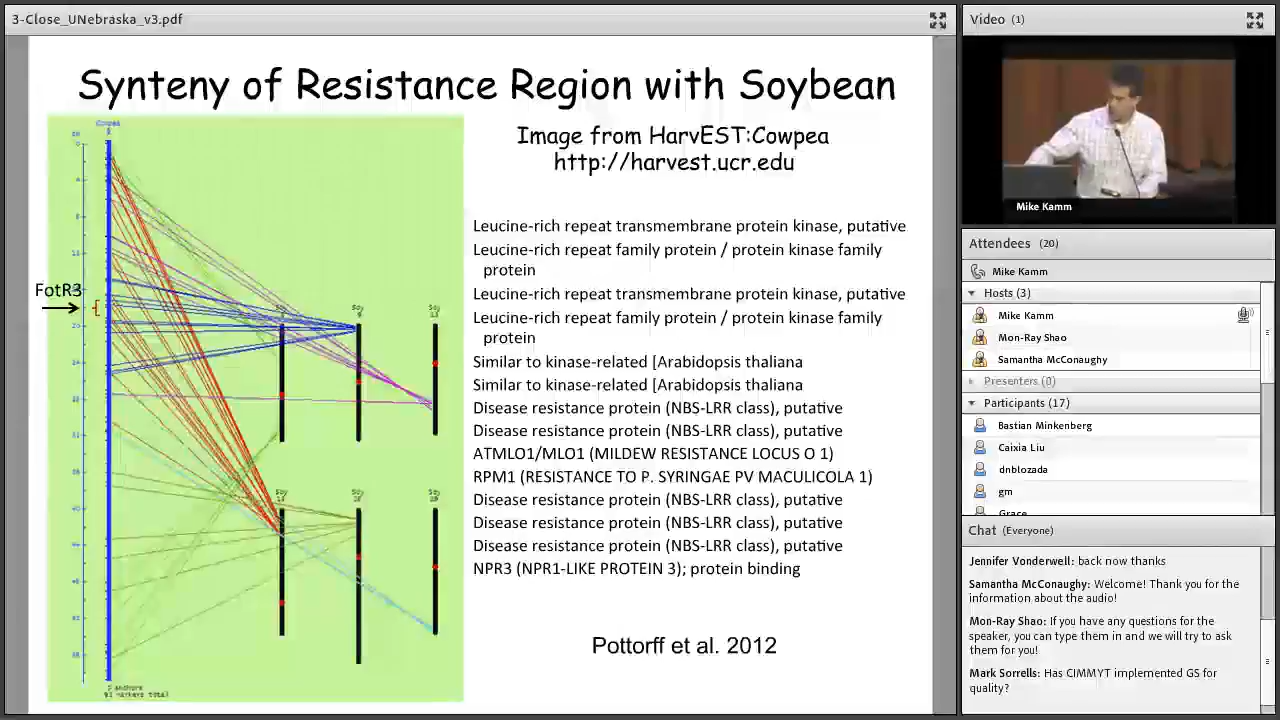 3-Close_UNebraska_v3.pdf
Synteny of Resistance Region with Soybean
Image from HarvEST:Cowpea
http://harvest.ucr.edu
FotR3
Leucine-rich repeat transmembrane protein kinase, putative
Leucine-rich repeat family protein / protein kinase family
protein
Leucine-rich repeat transmembrane protein kinase, putative
Leucine-rich repeat family protein / protein kinase family
protein
Similar to kinase-related [Arabidopsis thaliana
Similar to kinase-related [Arabidopsis thaliana
Disease resistance protein (NBS-LRR class), putative
Disease resistance protein (NBS-LRR class), putative
ATMLO1/MLO1 (MILDEW RESISTANCE LOCUS O 1)
RPM1 (RESISTANCE TO P. SYRINGAE PV MACULICOLA 1)
Disease resistance protein (NBS-LRR class), putative
Disease resistance protein (NBS-LRR class), putative
Disease resistance protein (NBS-LRR class), putative
NPR3 (NPR1-LIKE PROTEIN 3); protein binding
Pottorff et al. 2012
Cowpea
Soy
Soy
Soy
Soy
Soy
markers total
Video (1)
Mike Kamm
Attendees (20)
Mike Kamm
Hosts (3)
Mike Kamm
Mon-Ray Shao
Samantha McConaughy
Presenters (0)
Participants (17)
Bastian Minkenberg
Caixia Liu
dnblozada
gm
Grace
Chat (Everyone)
Jennifer Vonderwell: back now thanks
Samantha McConaughy: Welcome! Thank you for the
information about the audio!
Mon-Ray Shao: If you have any questions for the
speaker, you can type them in and we will try to ask
them for you!
Mark Sorrells: Has CIMMYT implemented GS for
quality?